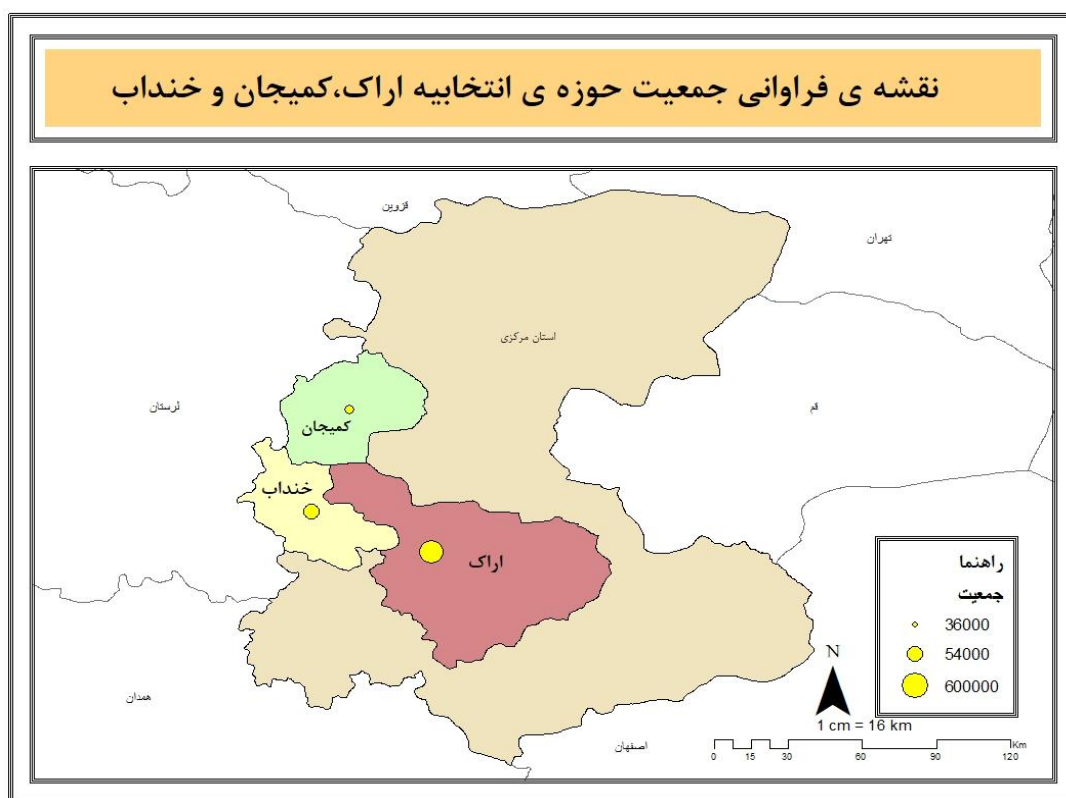 نقشه ی فراوانی جمعیت حوزه ی انتخابیه اراک،کمیجان و خنداب
قزوین
تهران
استان مرکزی
لرستان
قم
کمیجان
خنداب
اراک
همدان
اصفهان
راهنما
جمعیت
36000
54000
600000
N
1 cm = 16 km
Km
0 15 30 60 90 120